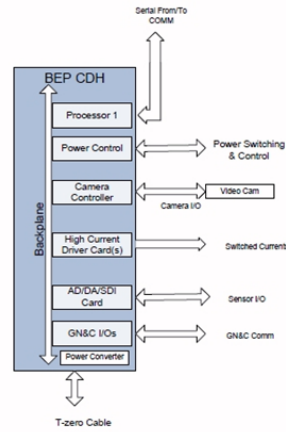 Serial From/To
COMM
BEP CDH
Processor 1
Power Control
Power Switching
& Control
Camera
Controller
Video Cam
Camera I/O
Backplane
High Current
Driver Card(s)
Switched Current
AD/DA/SDI
Card
Sensor I/O
GN&C I/Os
GN&C Comm
Power Converter
T-zero Cable